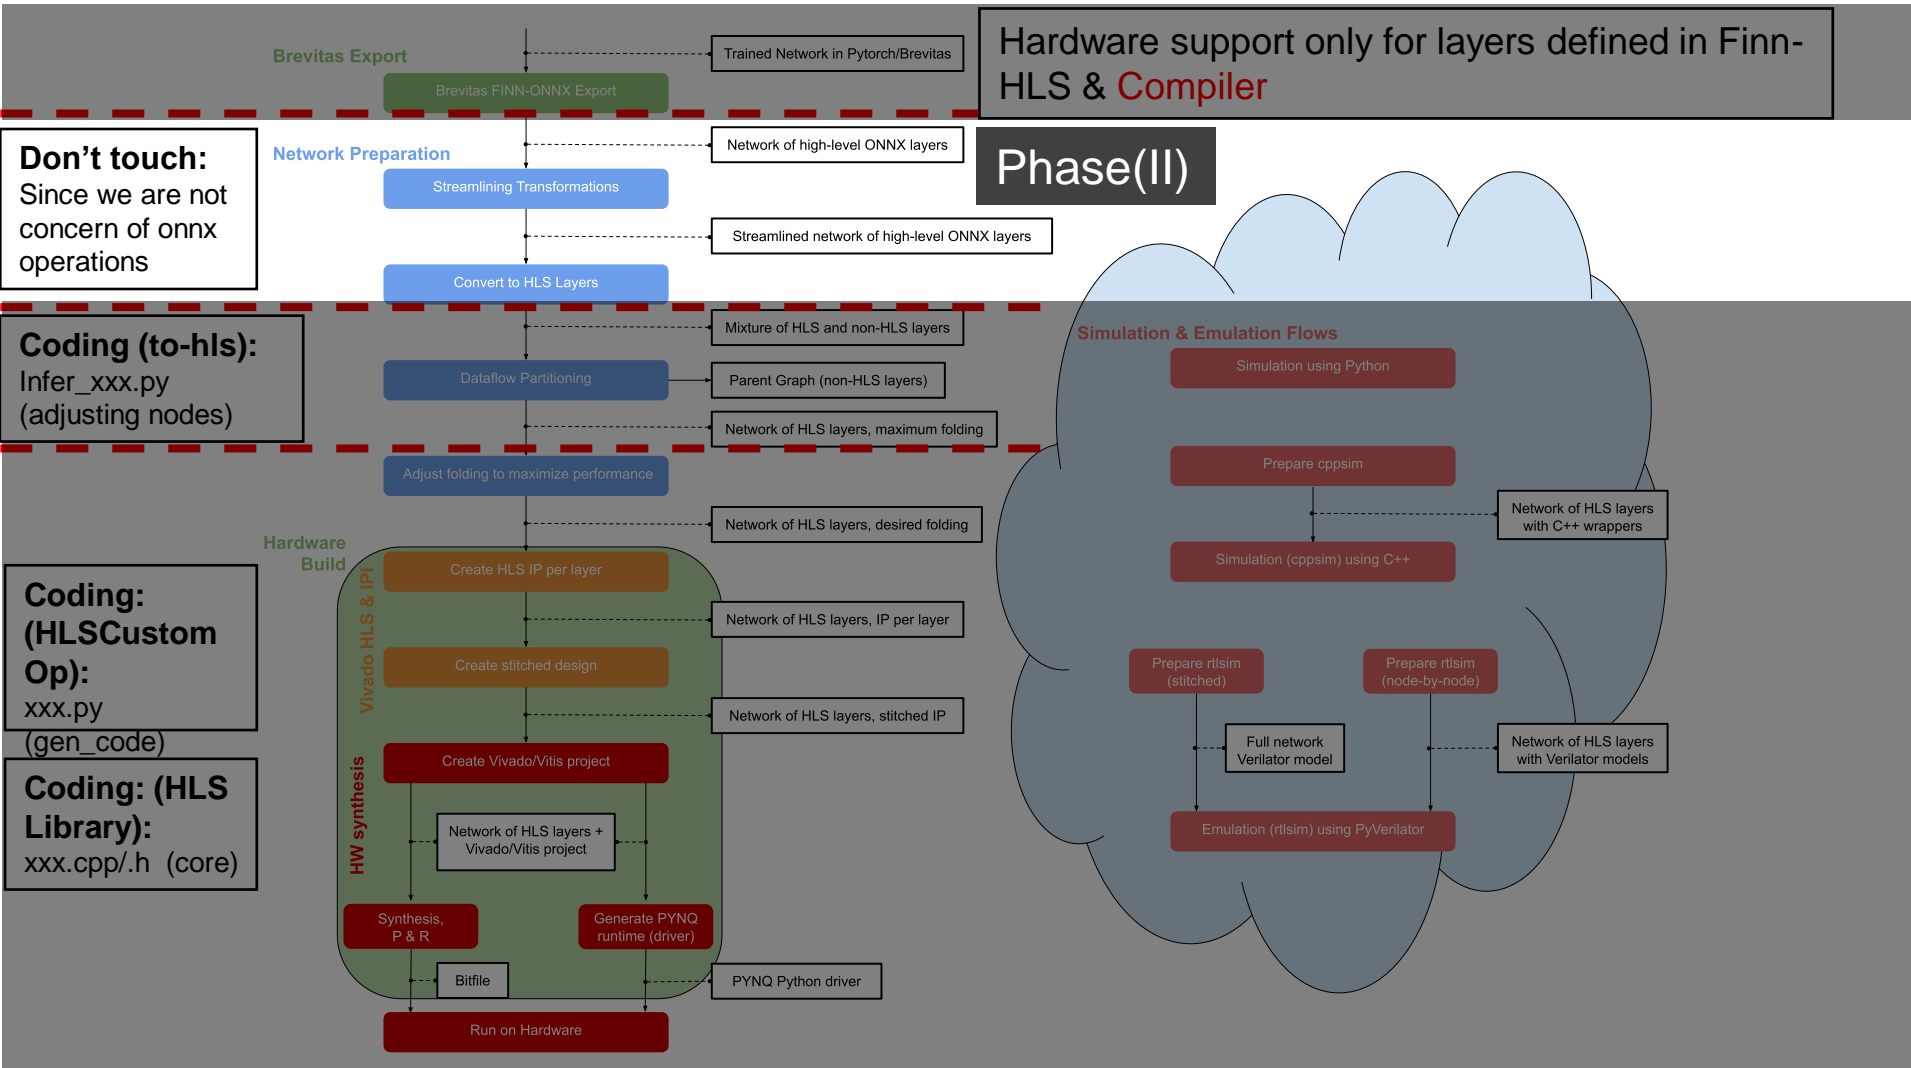 Hardware support only for layers defined in Finn-
HLS & Compiler
Brevitas Export
Trained Network in Pytorch/Brevitas
Brevitas FINN-ONNX Export
Don’t touch:
Since we are not
concern of onnx
operations
Network Preparation
Network of high-level ONNX layers
Phase(II)
Streamlining Transformations
Streamlined network of high-level ONNX layers
Convert to HLS Layers
Coding (to-hls):
Infer_xxx.py
(adjusting nodes)
Mixture of HLS and non-HLS layers
Dataflow Partitioning
Parent Graph (non-HLS layers)
Network of HLS layers, maximum folding
Adjust folding to maximize performance
Network of HLS layers, desired folding
Hardware
Build
Vivado HLS & IPI
Create HLS IP per layer
Network of HLS layers, IP per layer
Create stitched design
Network of HLS layers, stitched IP
Coding:
(HLSCustom
Op):
xxx.py
(gen_code)
Coding: (HLS
Library):
xxx.cpp/.h (core)
HW synthesis
Create Vivado/Vitis project
Network of HLS layers +
Vivado/Vitis project
Synthesis,
P & R
Generate PYNQ
runtime (driver)
Bitfile
PYNQ Python driver
Run on Hardware
Simulation & Emulation Flows
Simulation using Python
Prepare cppsim
Network of HLS layers
with C++ wrappers
Simulation (cppsim) using C++
Prepare rtlsim
(stitched)
Prepare rtlsim
(node-by-node)
Full network
Verilator model
Network of HLS layers
with Verilator models
Emulation (rtlsim) using PyVerilator